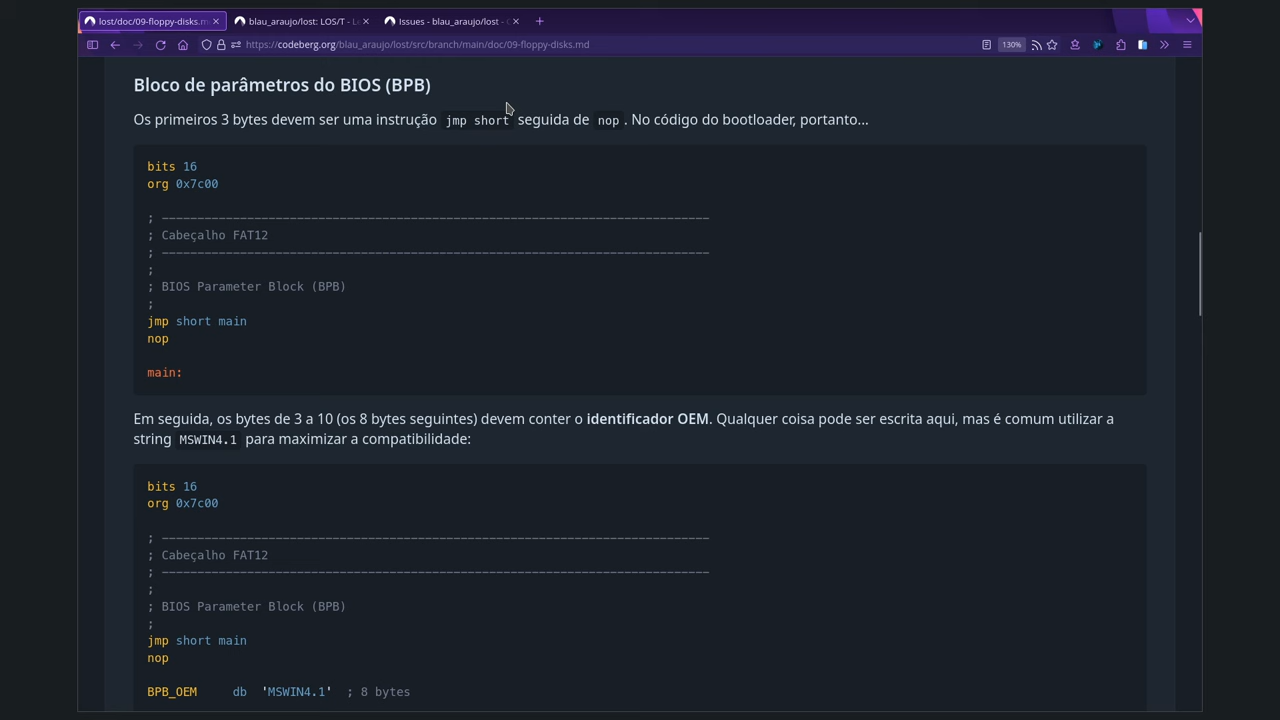 lost/doc/09-floppy-disks.m
blau_araujo/lost: LOS/T - L
Issues - blau_araujo/lost -
https://codeberg.org/blau_araujo/lost/src/branch/main/doc/09-floppy-disks.md
130%
Bloco de parâmetros do BIOS (BPB)
Os primeiros 3 bytes devem ser uma instrução jmp short seguida de nop. No código do bootloader, portanto...
bits 16
org 0x7c00
; -----------------------------------------------------------------------------
; Cabeçalho FAT12
; -----------------------------------------------------------------------------
;
; BIOS Parameter Block (BPB)
;
jmp short main
nop
main:
Em seguida, os bytes de 3 a 10 (os 8 bytes seguintes) devem conter o identificador OEM. Qualquer coisa pode ser escrita aqui, mas é comum utilizar a
string MSWIN4.1 para maximizar a compatibilidade:
bits 16
org 0x7c00
; -----------------------------------------------------------------------------
; Cabeçalho FAT12
; -----------------------------------------------------------------------------
;
; BIOS Parameter Block (BPB)
;
jmp short main
nop
BPB_OEM db 'MSWIN4.1' ; 8 bytes